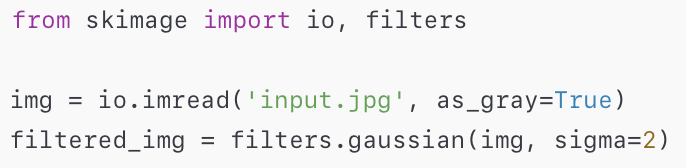 from skimage import io, filters
img = io.imread('input.jpg', as_gray=True)
filtered_img = filters.gaussian(img, sigma=2)